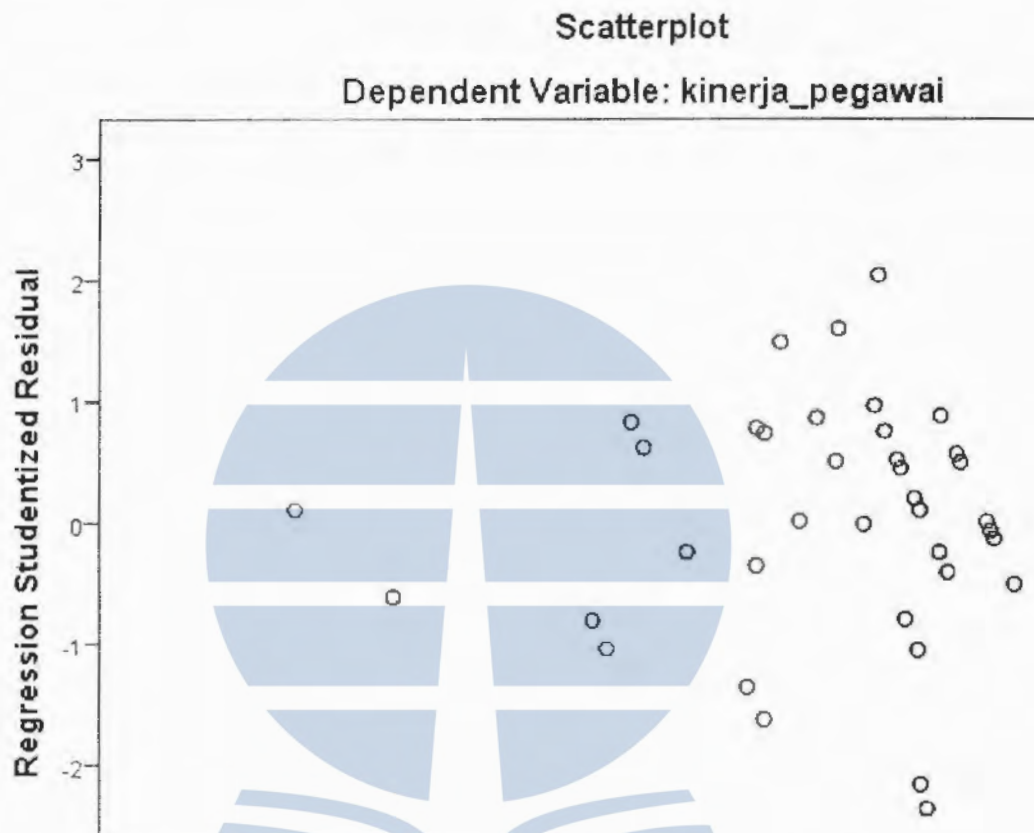 Scatterplot
Dependent Variable: kinerja_pegawai
Regression Studentized Residual
3
2
1
0
-1
-2